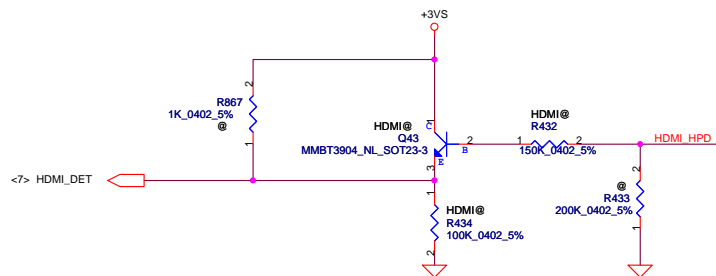 +3VS
2
R867
1K_0402_5%
@
1
HDMI@
Q43
MMBT3904_NL_SOT23-3
C
1
2
B
E
3
HDMI@
R432
1
2
150K_0402_5%
HDMI_HPD
<7> HDMI_DET
1
HDMI@
R434
100K_0402_5%
2
2
@
R433
200K_0402_5%
1